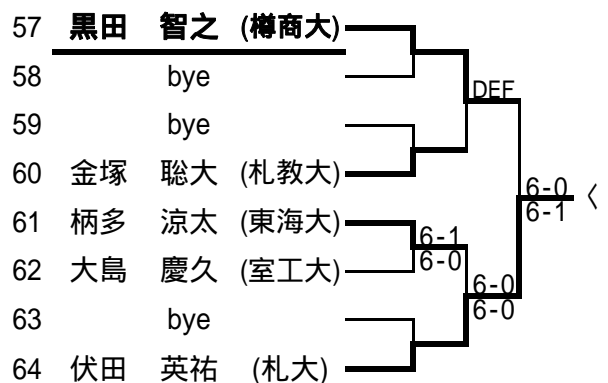 57 黒田 智之 (樽商大)
58 bye
DEF
59 bye
60 金塚 聡大 (札教大)
6-0
6-1
61 柄多 涼太 (東海大)
6-1
6-0
62 大島 慶久 (室工大)
6-0
6-0
63 bye
64 伏田 英祐 (札大)